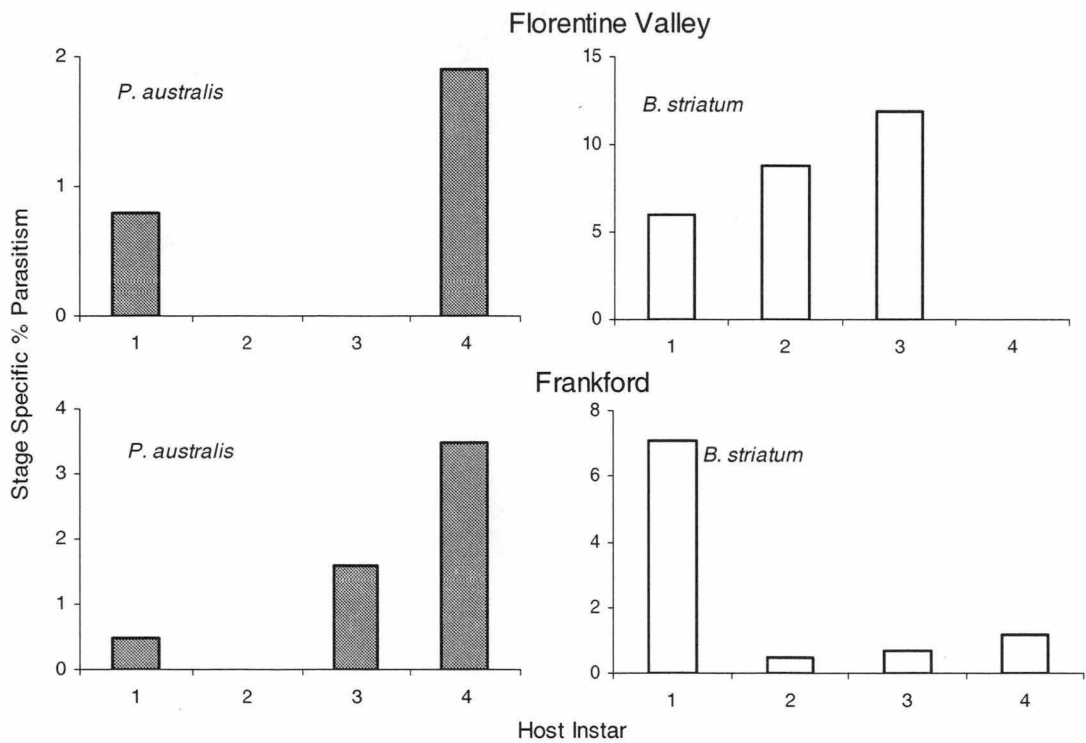 Florentine Valley
Stage Specific % Parasitism
2
1
0
P. australis
1 2 3 4
15
10
5
0
B. striatum
1 2 3 4
Frankford
4
3
2
1
0
P. australis
1 2 3 4
8
6
4
2
0
B. striatum
1 2 3 4
Host Instar